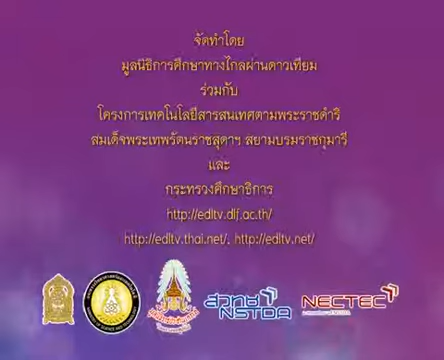 จัดทำโดย
มูลนิธิการศึกษาทางไกลผ่านดาวเทียม
ร่วมกับ
โครงการเทคโนโลยีสารสนเทศตามพระราชดำริ
สมเด็จพระเทพรัตนราชสุดาฯ สยามบรมราชกุมารี
และ
กระทรวงศึกษาธิการ
http://edltv.dlf.ac.th/
http://edltv.thai.net/, http://edltv.net/
สวทช NECTEC
NSTDA